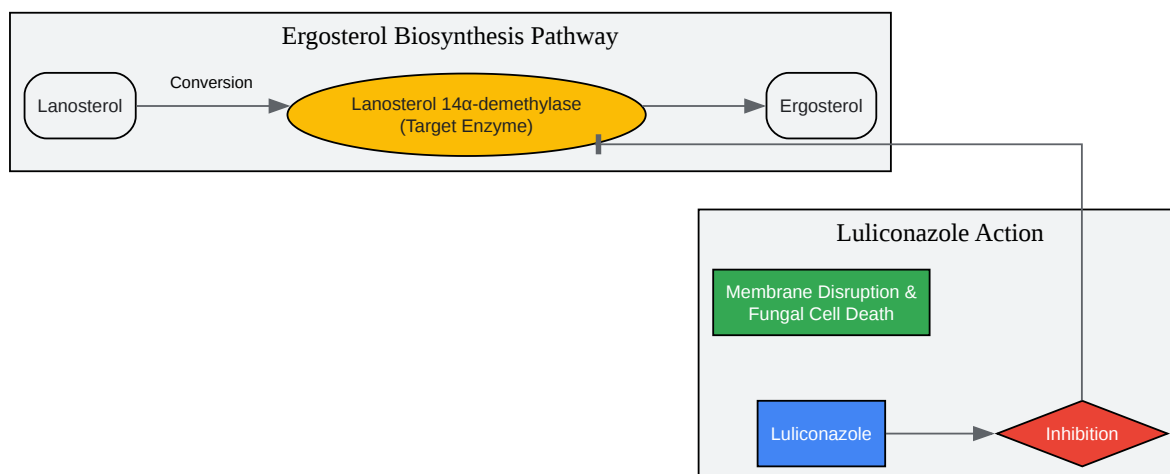 Ergosterol Biosynthesis Pathway
Lanosterol
Conversion
Lanosterol 14α-demethylase
(Target Enzyme)
Ergosterol
Luliconazole Action
Membrane Disruption &
Fungal Cell Death
Luliconazole
Inhibition